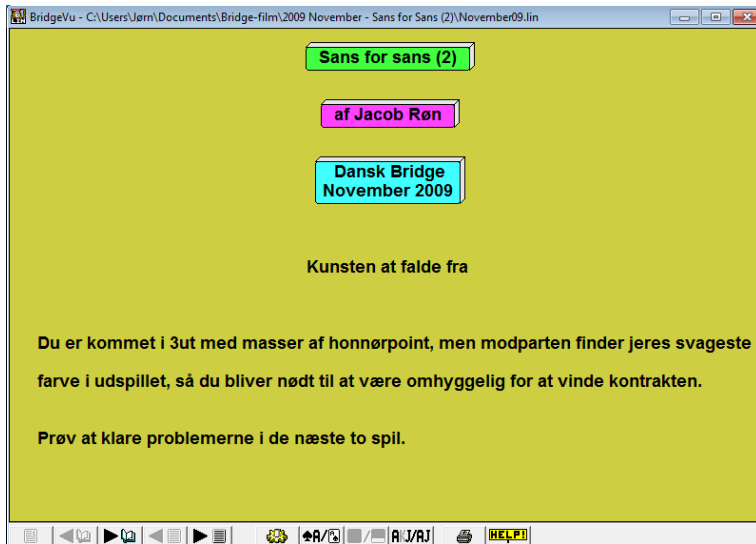 BridgeVu - C:\Users\Jørn\Documents\Bridge-film\2009 November - Sans for Sans (2)\November09.lin
Sans for sans (2)
af Jacob Røn
Dansk Bridge
November 2009
Kunsten at falde fra
Du er kommet i 3ut med masser af honnørpoint, men modparten finder jeres svageste
farve i udspillet, så du bliver nødt til at være omhyggelig for at vinde kontrakten.
Prøv at klare problemerne i de næste to spil.
♠A/ AKJ/AJ HELP!